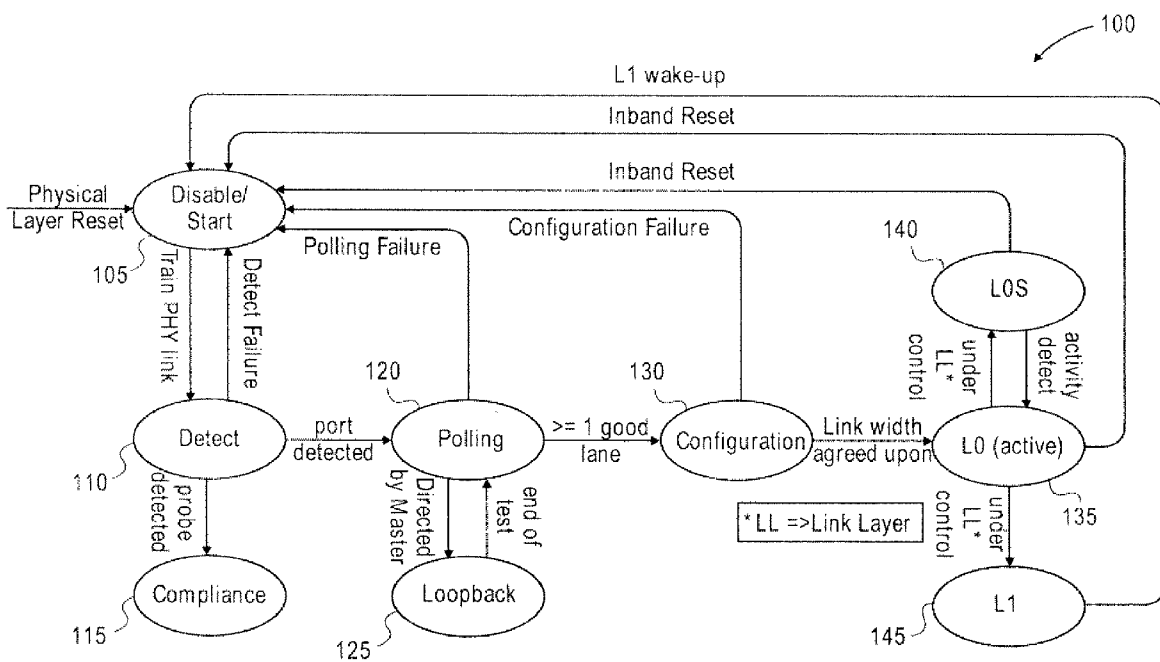 100
L1 wake-up
Inband Reset
Inband Reset
Physical
Layer Reset
Disable/
Start
Configuration Failure
Polling Failure
105
Train PHY link
Detect Failure
140
L0S
under
LL*
control
activity
detect
120
130
Detect
port
detected
Polling
>= 1 good
lane
Configuration
Link width
agreed upon
L0 (active)
110
probe
detected
Directed
by Master
end of
test
* LL =>Link Layer
under
LL*
control
135
Compliance
Loopback
L1
115
125
145